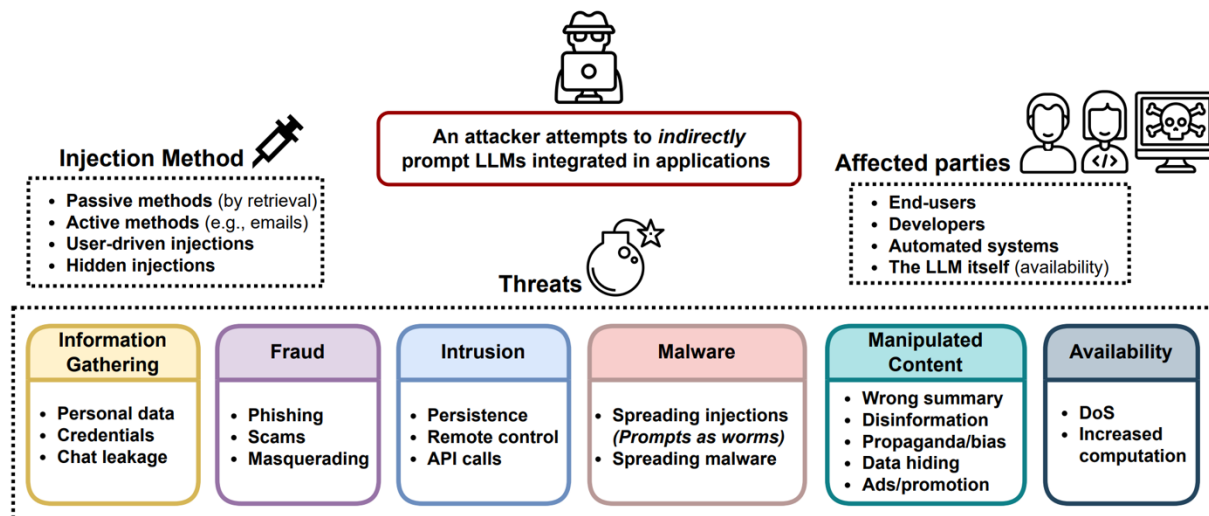 An attacker attempts to indirectly
prompt LLMs integrated in applications
Injection Method
• Passive methods (by retrieval)
• Active methods (e.g., emails)
• User-driven injections
• Hidden injections
Affected parties
</>
• End-users
• Developers
• Automated systems
• The LLM itself (availability)
Threats
Information
Gathering
• Personal data
• Credentials
• Chat leakage
Fraud
• Phishing
• Scams
• Masquerading
Intrusion
• Persistence
• Remote control
• API calls
Malware
• Spreading injections
(Prompts as worms)
• Spreading malware
Manipulated
Content
• Wrong summary
• Disinformation
• Propaganda/bias
• Data hiding
• Ads/promotion
Availability
• DoS
• Increased
computation